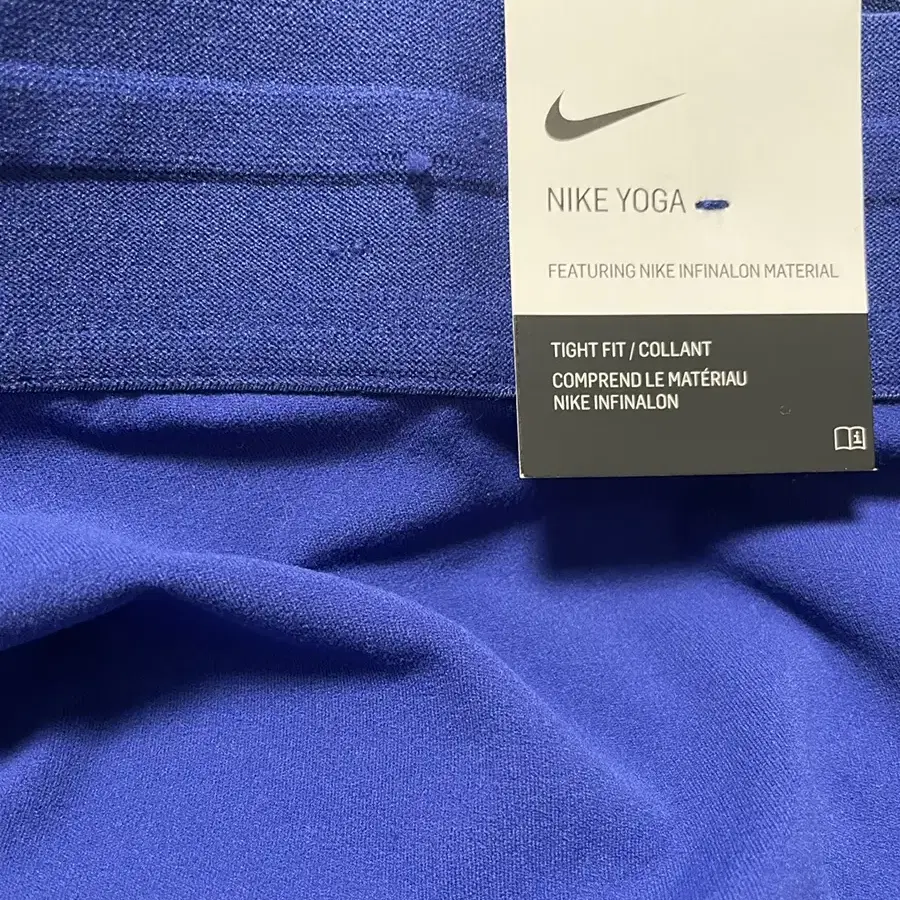 NIKE YOGA
FEATURING NIKE INFINALON MATERIAL
TIGHT FIT / COLLANT
COMPREND LE MATÉRIAU
NIKE INFINALON